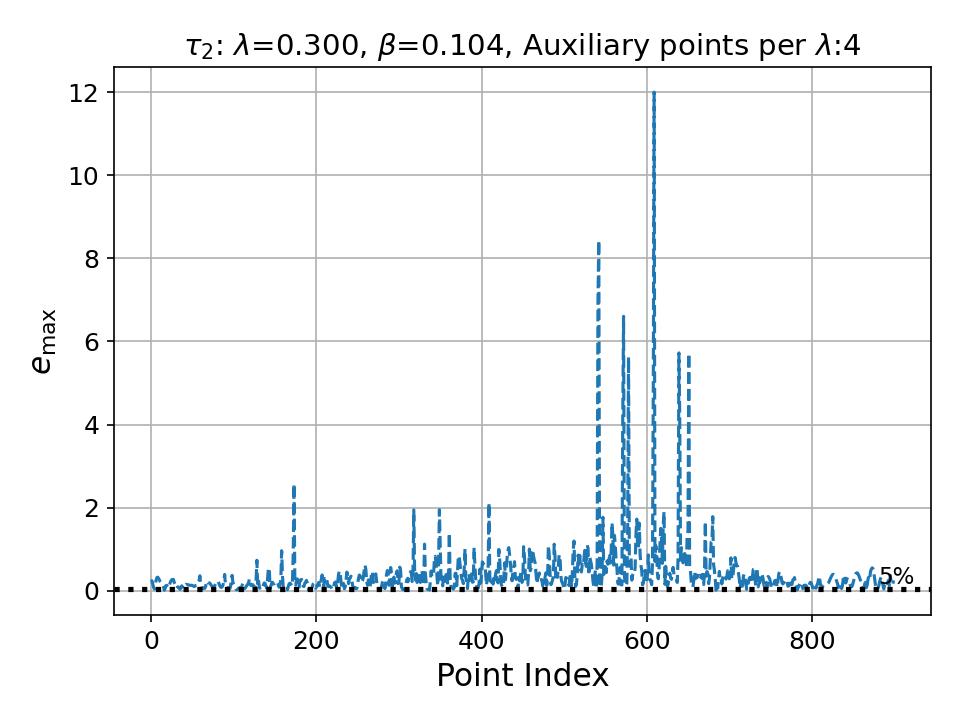 τ₂: λ=0.300, β=0.104, Auxiliary points per λ:4
12
10
8
6
4
2
0
e_max
5%
0 200 400 600 800
Point Index